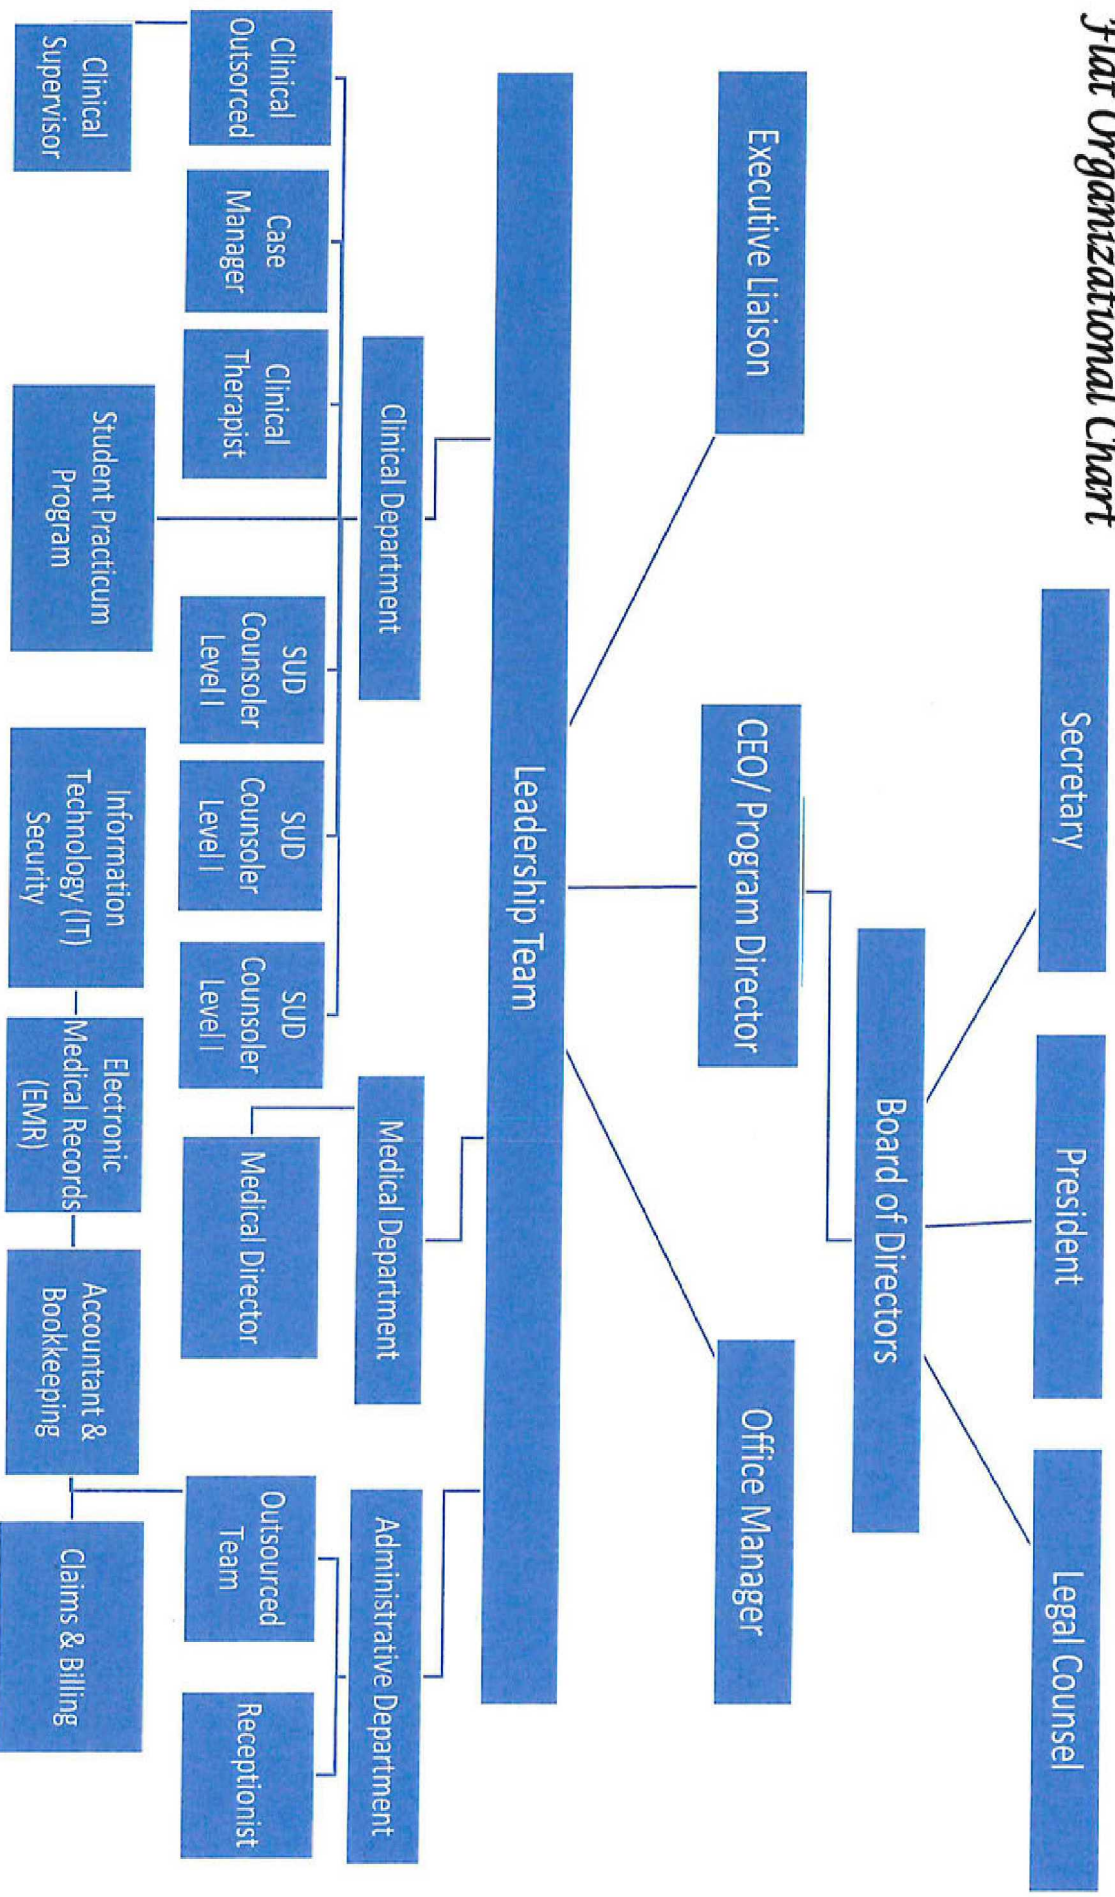 Flat Organizational Chart
Secretary
President
Legal Counsel
Board of Directors
Executive Liaison
CEO/ Program Director
Office Manager
Leadership Team
Clinical Department
Medical Department
Administrative Department
Clinical
Outsorced
Case
Manager
Clinical
Therapist
SUD
Counsoler
Level I
SUD
Counsoler
Level I
SUD
Counsoler
Level I
Medical Director
Outsourced
Team
Receptionist
Clinical
Supervisor
Student Practicum
Program
Information
Technology (IT)
Security
Electronic
Medical Records
(EMR)
Accountant &
Bookkeeping
Claims & Billing